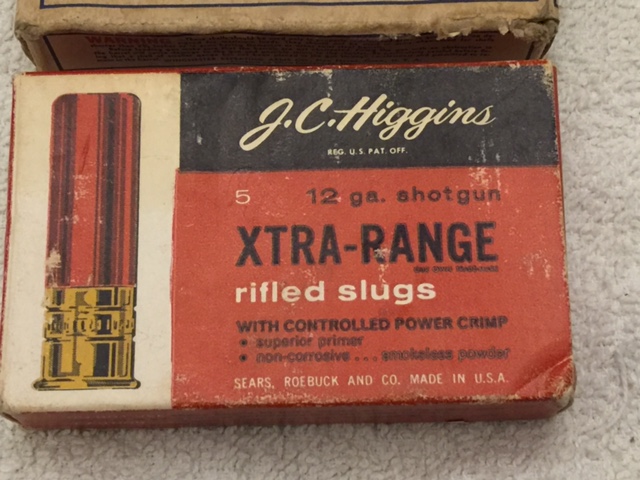 WARNING
J.C. Higgins
REG. U.S. PAT. OFF.
5 12 ga. shotgun
XTRA-RANGE
rifled slugs
WITH CONTROLLED POWER CRIMP
• superior primer
• non-corrosive ... smokeless powder
SEARS, ROEBUCK AND CO. MADE IN U.S.A.